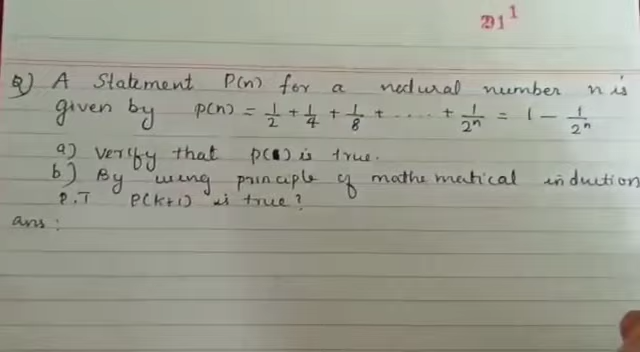 291¹
Q) A Statement P(n) for a natural number n is
given by p(n) = 1/2 + 1/4 + 1/8 + .... + 1/2ⁿ = 1 - 1/2ⁿ
a) Verify that p() is true.
b) By using principle of mathematical induction
P.T P(k+1) is true?
ans: